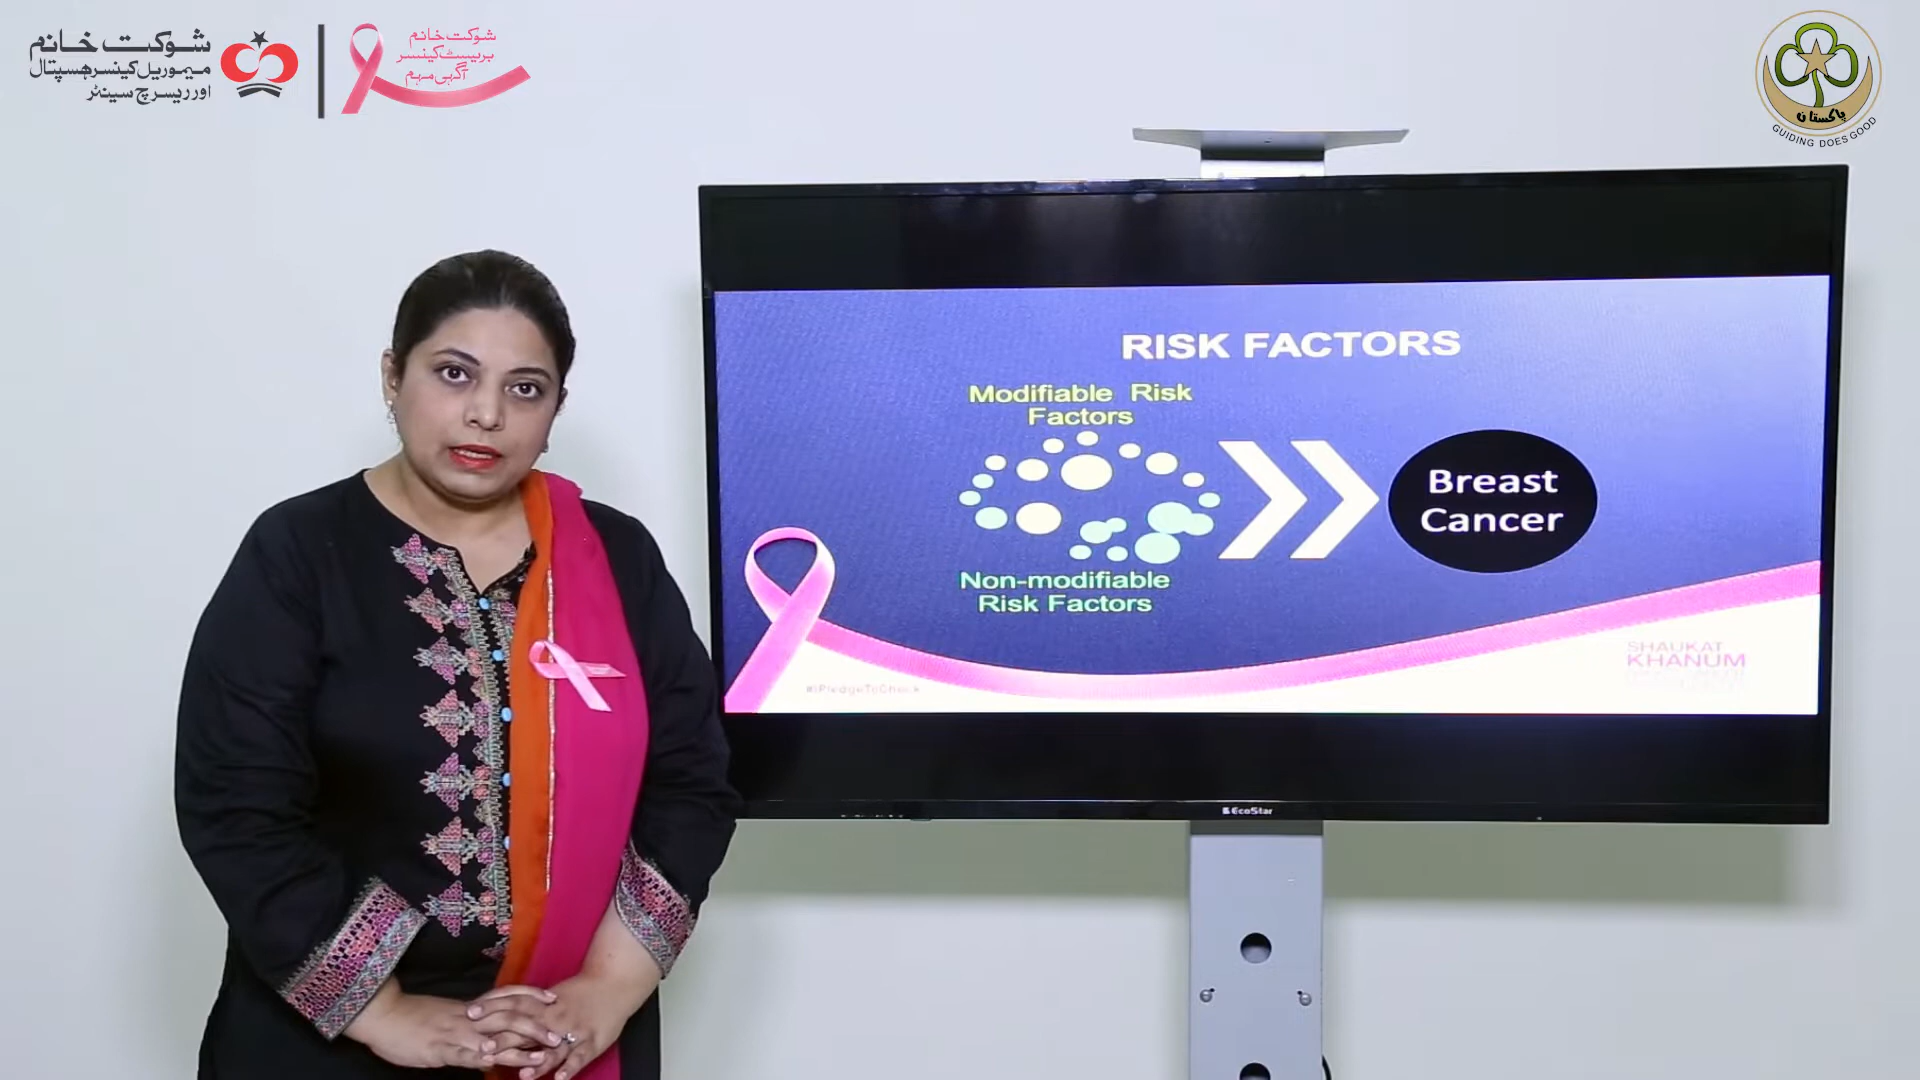 شوکت خانم
میموریل کینسر ہسپتال
اور ریسرچ سینٹر
شوکت خانم
بریسٹ کینسر
آگہی مہم
پاکستان
GUIDING DOES GOOD
RISK FACTORS
Modifiable Risk
Factors
Breast
Cancer
Non-modifiable
Risk Factors
SHAUKAT
KHANUM
#IPledgeToCheck
EcoStar